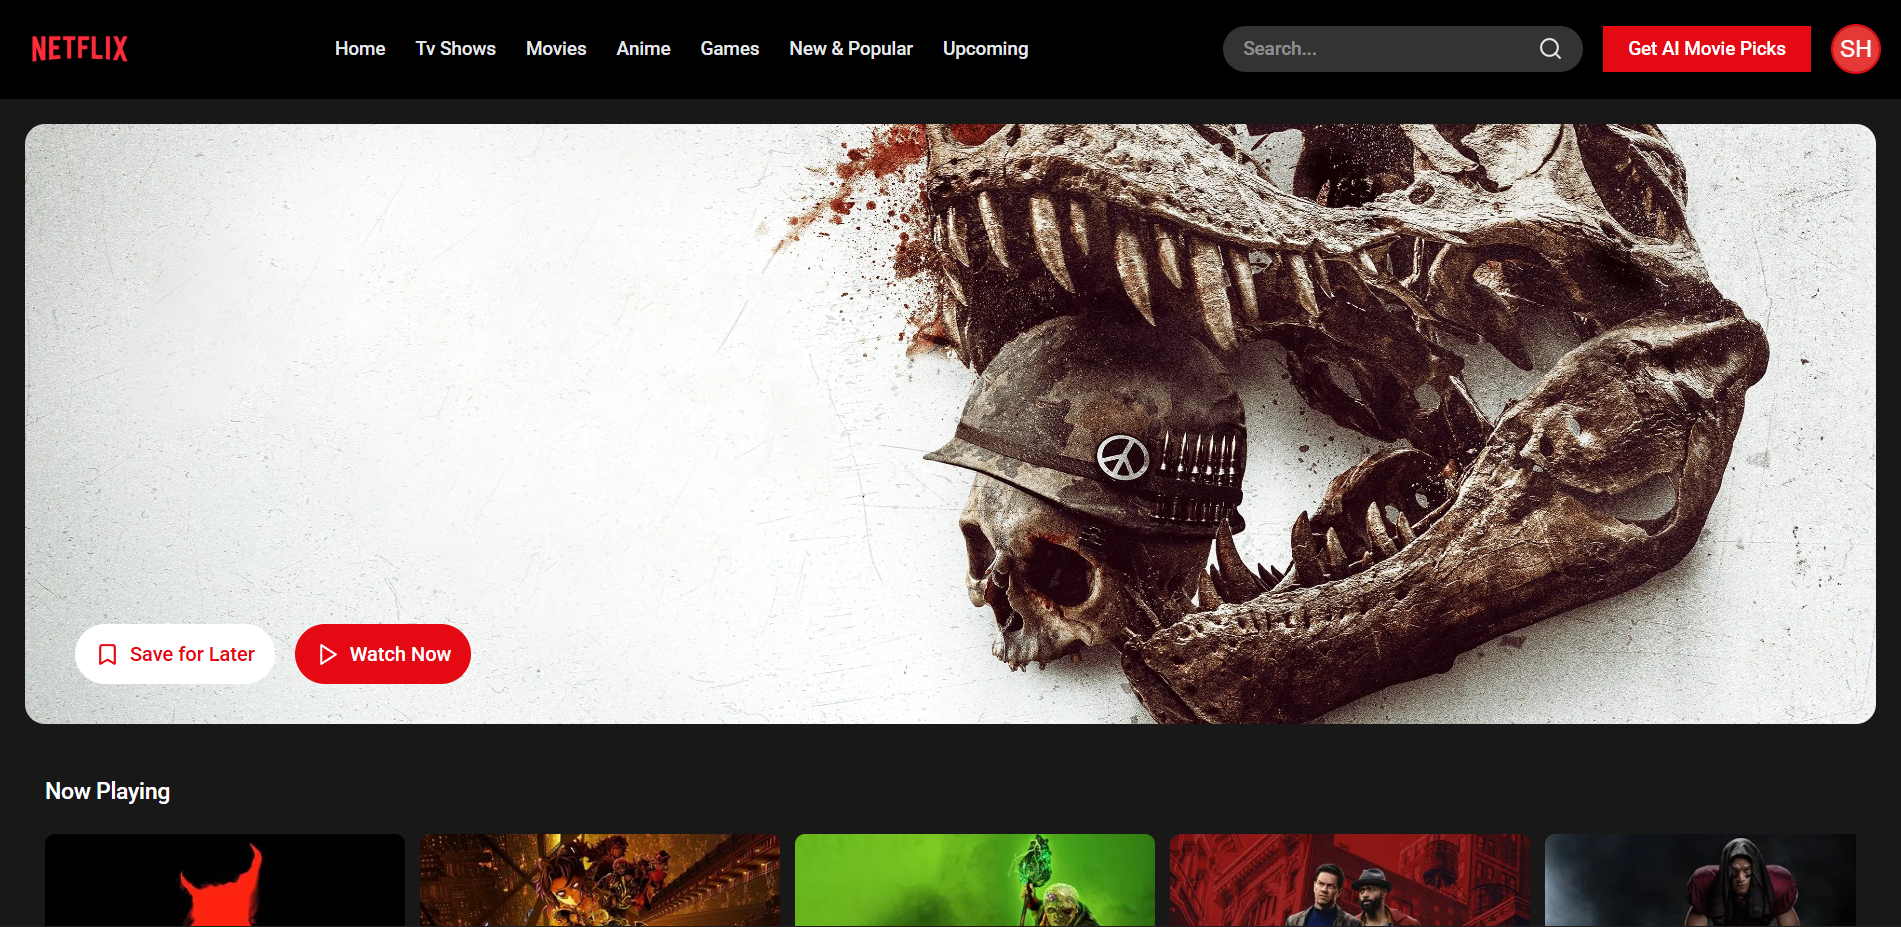 NETFLIX
Home Tv Shows Movies Anime Games New & Popular Upcoming
Search...
Get AI Movie Picks
SH
Save for Later
Watch Now
Now Playing